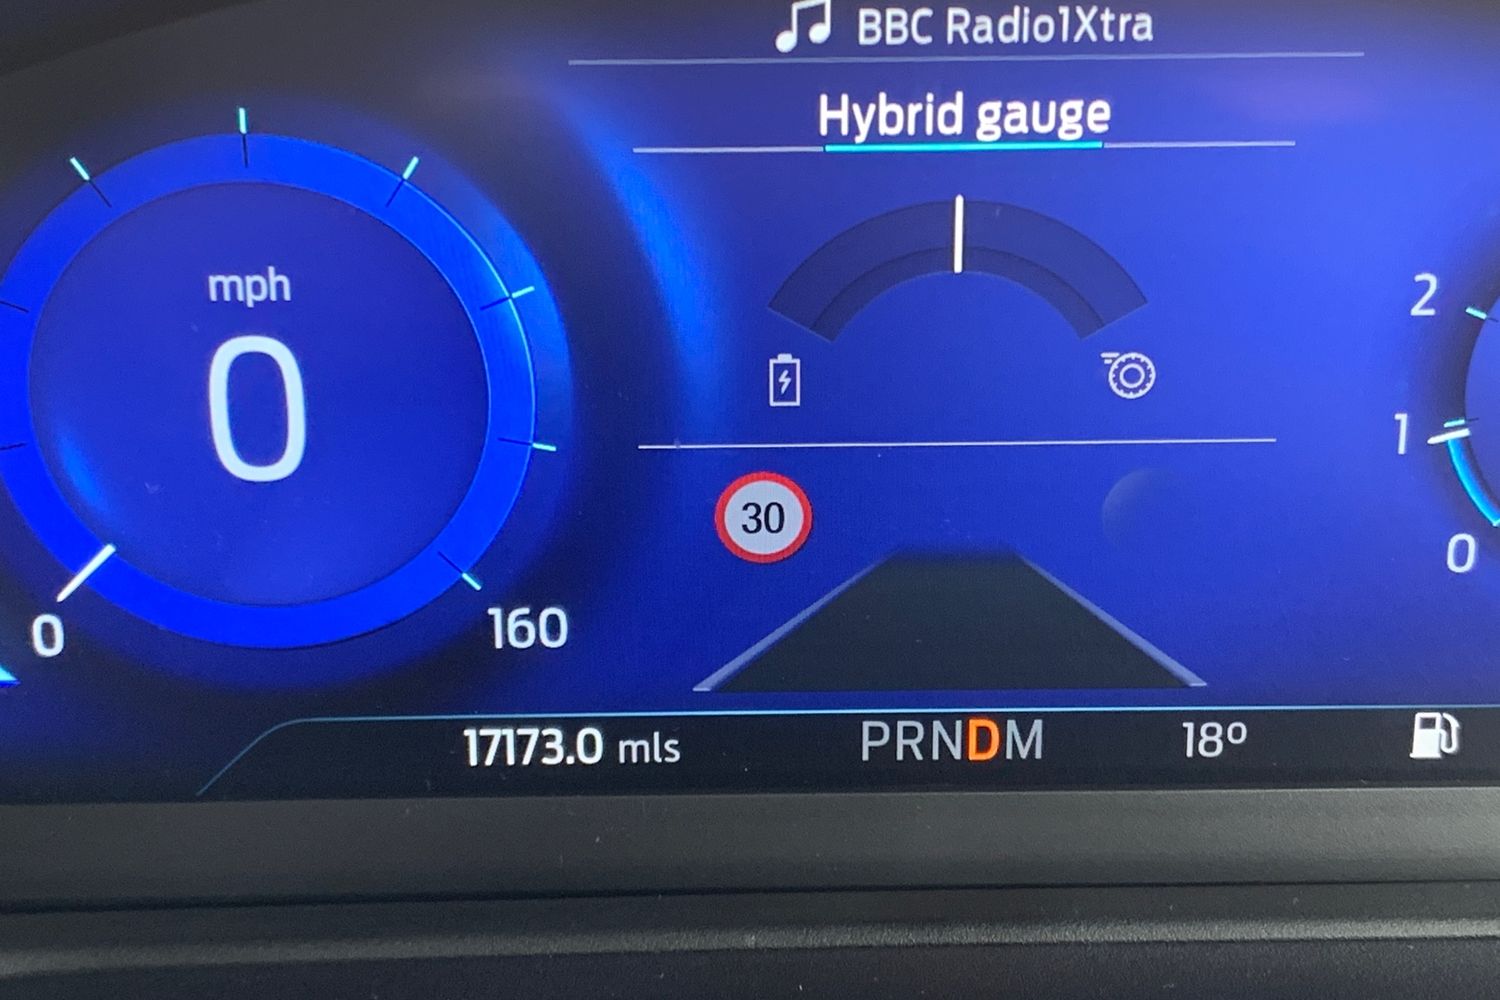 BBC Radio1Xtra
Hybrid gauge
mph
0
2
1
30
0
0
160
17173.0 mls
PRNDM
18º